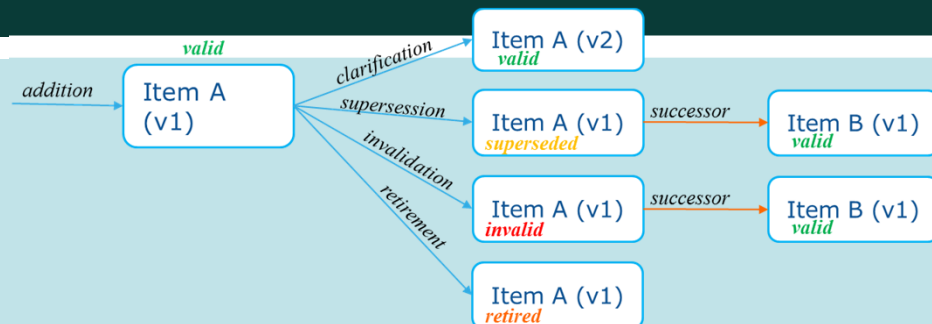 valid
addition
Item A
(v1)
clarification
Item A (v2)
valid
supersession
Item A (v1)
superseded
successor
Item B (v1)
valid
invalidation
Item A (v1)
invalid
successor
Item B (v1)
valid
retirement
Item A (v1)
retired